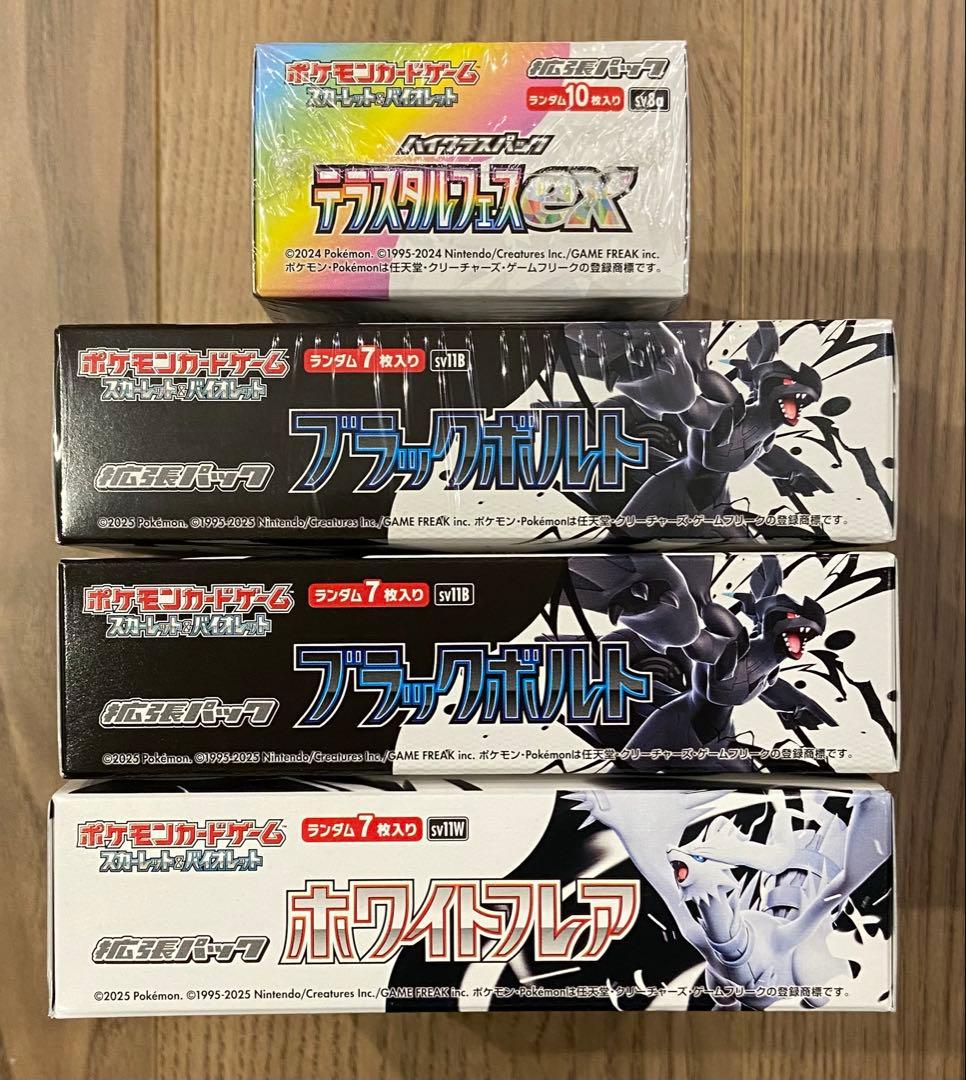 ポケモンカードゲーム
スカーレット&バイオレット
拡張パック
ランダム10枚入り sv8a
ハイクラスパック
テラスタルフェスex
©2024 Pokémon. ©1995-2024 Nintendo/Creatures Inc./GAME FREAK inc.
ポケモン・Pokémonは任天堂・クリーチャーズ・ゲームフリークの登録商標です。
ポケモンカードゲーム
スカーレット&バイオレット
ランダム7枚入り sv11B
ブラックボルト
拡張パック
©2025 Pokémon. ©1995-2025 Nintendo/Creatures Inc./GAME FREAK inc. ポケモン・Pokémonは任天堂・クリーチャーズ・ゲームフリークの登録商標です。
ポケモンカードゲーム
スカーレット&バイオレット
ランダム7枚入り sv11B
ブラックボルト
拡張パック
©2025 Pokémon. ©1995-2025 Nintendo/Creatures Inc./GAME FREAK inc. ポケモン・Pokémonは任天堂・クリーチャーズ・ゲームフリークの登録商標です。
ポケモンカードゲーム
スカーレット&バイオレット
ランダム7枚入り sv11W
ホワイトフレア
拡張パック
©2025 Pokémon. ©1995-2025 Nintendo/Creatures Inc./GAME FREAK inc. ポケモン・Pokémonは任天堂・クリーチャーズ・ゲームフリークの登録商標です。